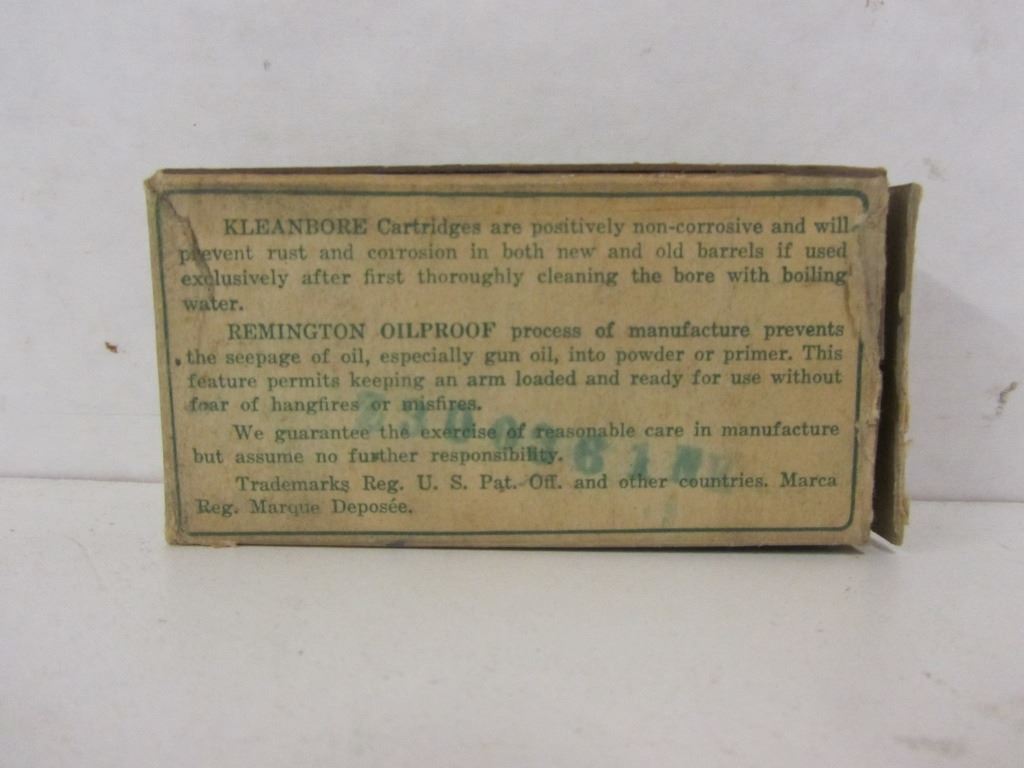 KLEANBORE Cartridges are positively non-corrosive and will
prevent rust and corrosion in both new and old barrels if used
exclusively after first thoroughly cleaning the bore with boiling
water.
REMINGTON OILPROOF process of manufacture prevents
the seepage of oil, especially gun oil, into powder or primer. This
feature permits keeping an arm loaded and ready for use without
fear of hangfires or misfires.
We guarantee the exercise of reasonable care in manufacture
but assume no further responsibility.
Trademarks Reg. U. S. Pat. Off. and other countries. Marca
Reg. Marque Deposée.